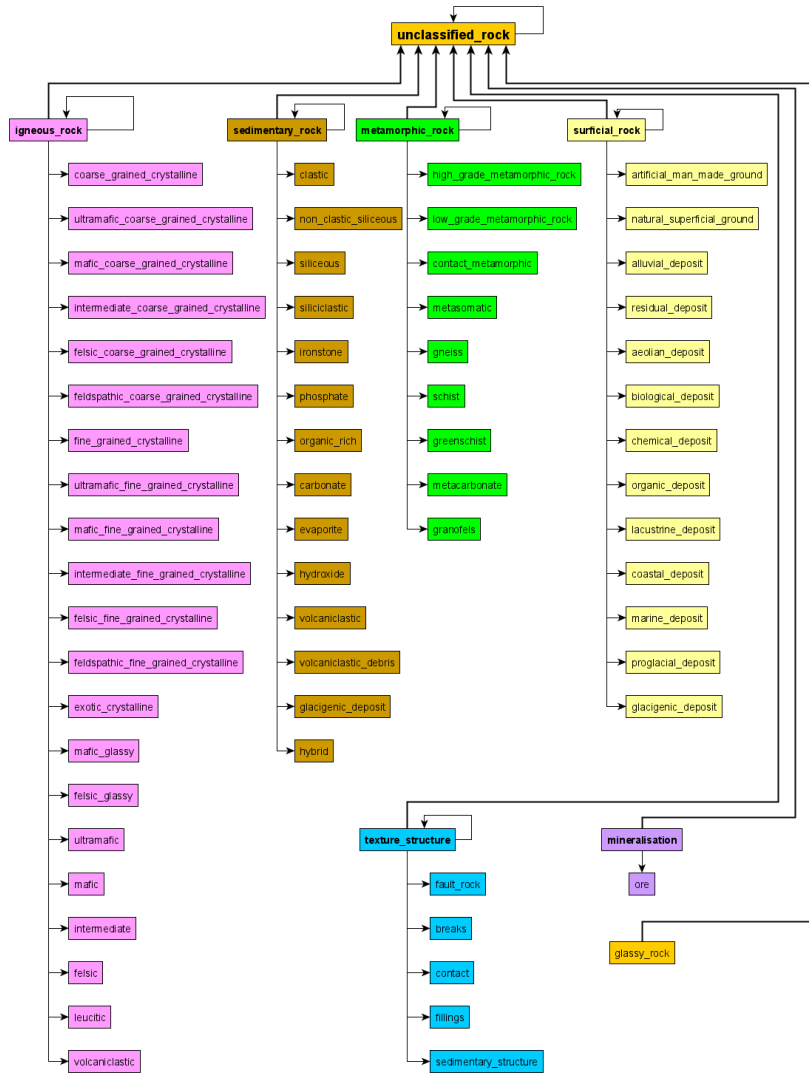 unclassified_rock
igneous_rock
coarse_grained_crystalline
ultramafic_coarse_grained_crystalline
mafic_coarse_grained_crystalline
intermediate_coarse_grained_crystalline
felsic_coarse_grained_crystalline
feldspathic_coarse_grained_crystalline
fine_grained_crystalline
ultramafic_fine_grained_crystalline
mafic_fine_grained_crystalline
intermediate_fine_grained_crystalline
felsic_fine_grained_crystalline
feldspathic_fine_grained_crystalline
exotic_crystalline
mafic_glassy
felsic_glassy
ultramafic
mafic
intermediate
felsic
leucitic
volcaniclastic
sedimentary_rock
clastic
non_clastic_siliceous
siliceous
siliciclastic
ironstone
phosphate
organic_rich
carbonate
evaporite
hydroxide
volcaniclastic
volcaniclastic_debris
glacigenic_deposit
hybrid
metamorphic_rock
high_grade_metamorphic_rock
low_grade_metamorphic_rock
contact_metamorphic
metasomatic
gneiss
schist
greenschist
metacarbonate
granofels
surficial_rock
artificial_man_made_ground
natural_superficial_ground
alluvial_deposit
residual_deposit
aeolian_deposit
biological_deposit
chemical_deposit
organic_deposit
lacustrine_deposit
coastal_deposit
marine_deposit
proglacial_deposit
glacigenic_deposit
texture_structure
fault_rock
breaks
contact
fillings
sedimentary_structure
mineralisation
ore
glassy_rock